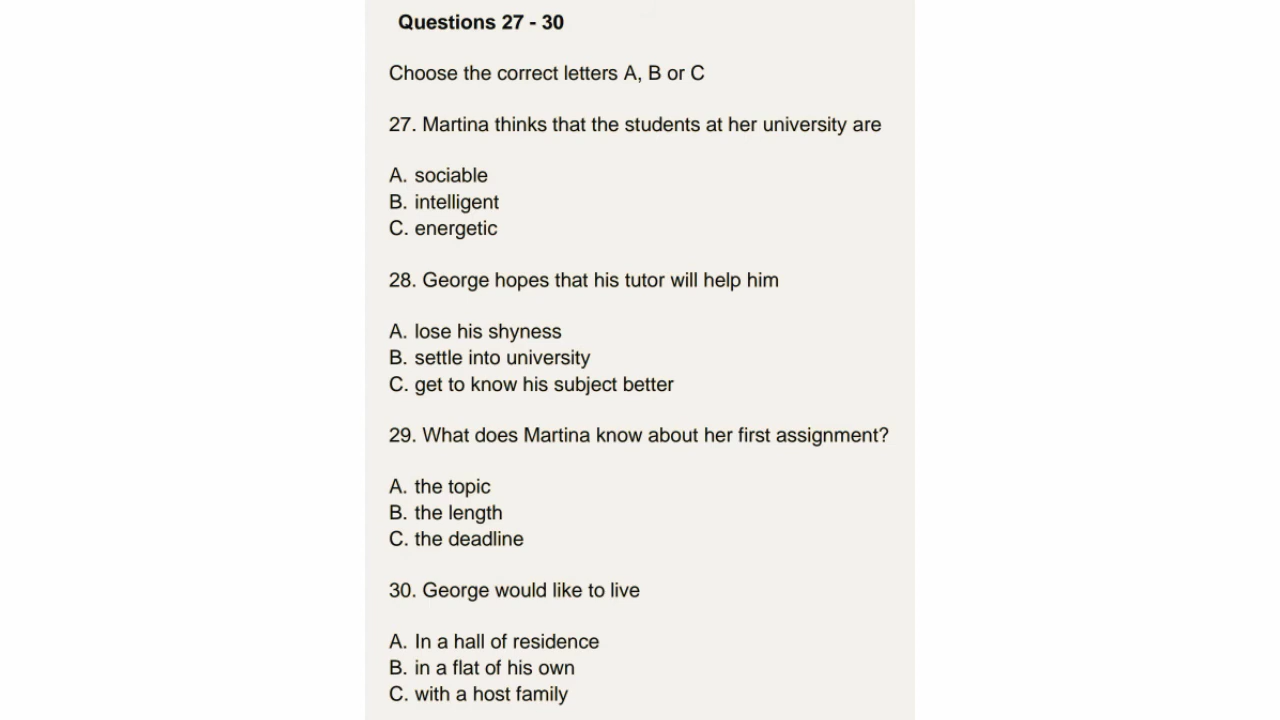 Questions 27 - 30
Choose the correct letters A, B or C
27. Martina thinks that the students at her university are
A. sociable
B. intelligent
C. energetic
28. George hopes that his tutor will help him
A. lose his shyness
B. settle into university
C. get to know his subject better
29. What does Martina know about her first assignment?
A. the topic
B. the length
C. the deadline
30. George would like to live
A. In a hall of residence
B. in a flat of his own
C. with a host family